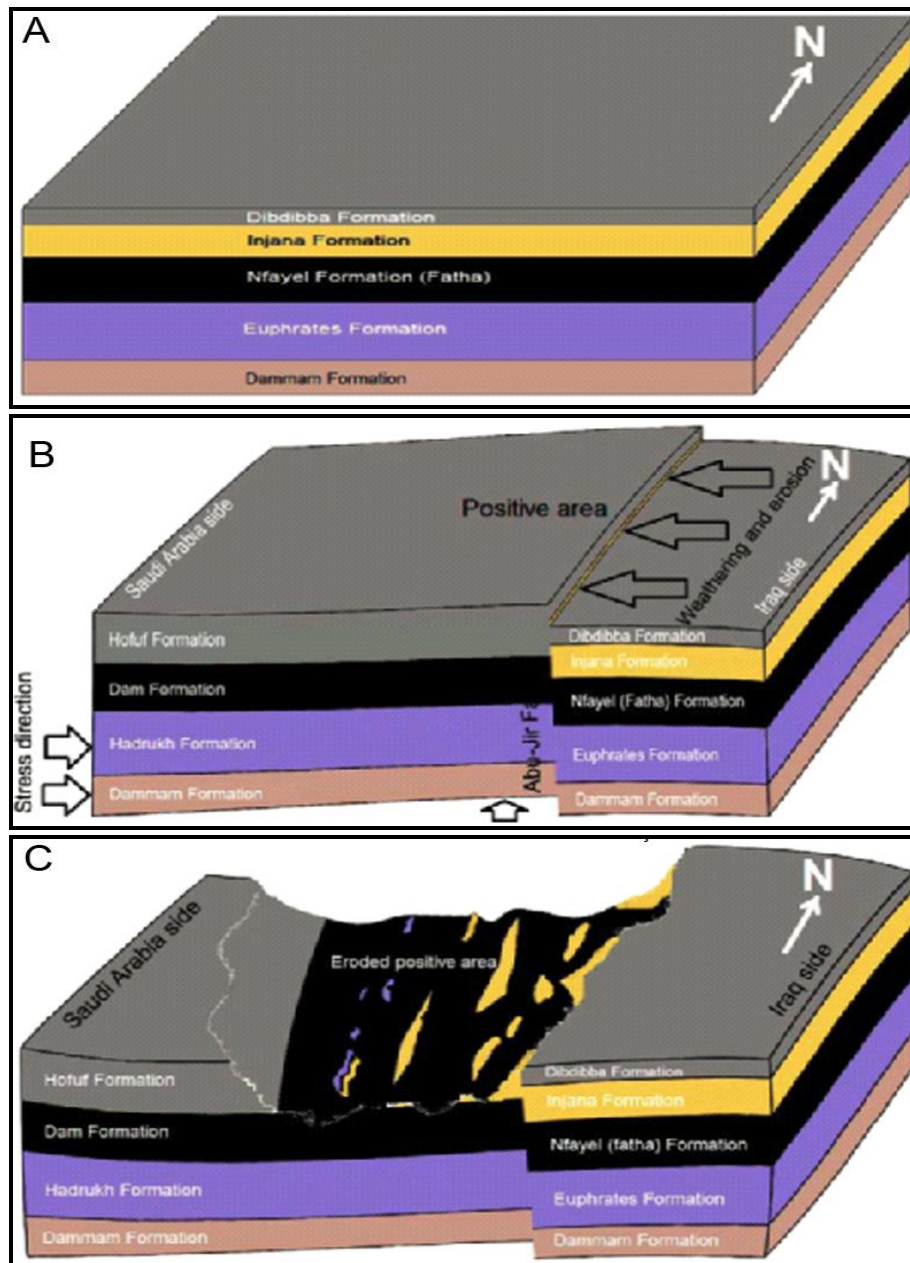 A
N
Dibdibba Formation
Injana Formation
Nfayel Formation (Fatha)
Euphrates Formation
Dammam Formation
B
N
Saudi Arabia side
Positive area
Weathering and erosion
Iraq side
Hofuf Formation
Dibdibba Formation
Injana Formation
Dam Formation
Nfayel (Fatha) Formation
Stress direction
Hadrukh Formation
Abu-Jir Fa
Euphrates Formation
Dammam Formation
Dammam Formation
C
N
Saudi Arabia side
Eroded positive area
Iraq side
Hofuf Formation
Dibdibba Formation
Injana Formation
Dam Formation
Nfayel (fatha) Formation
Hadrukh Formation
Euphrates Formation
Dammam Formation
Dammam Formation